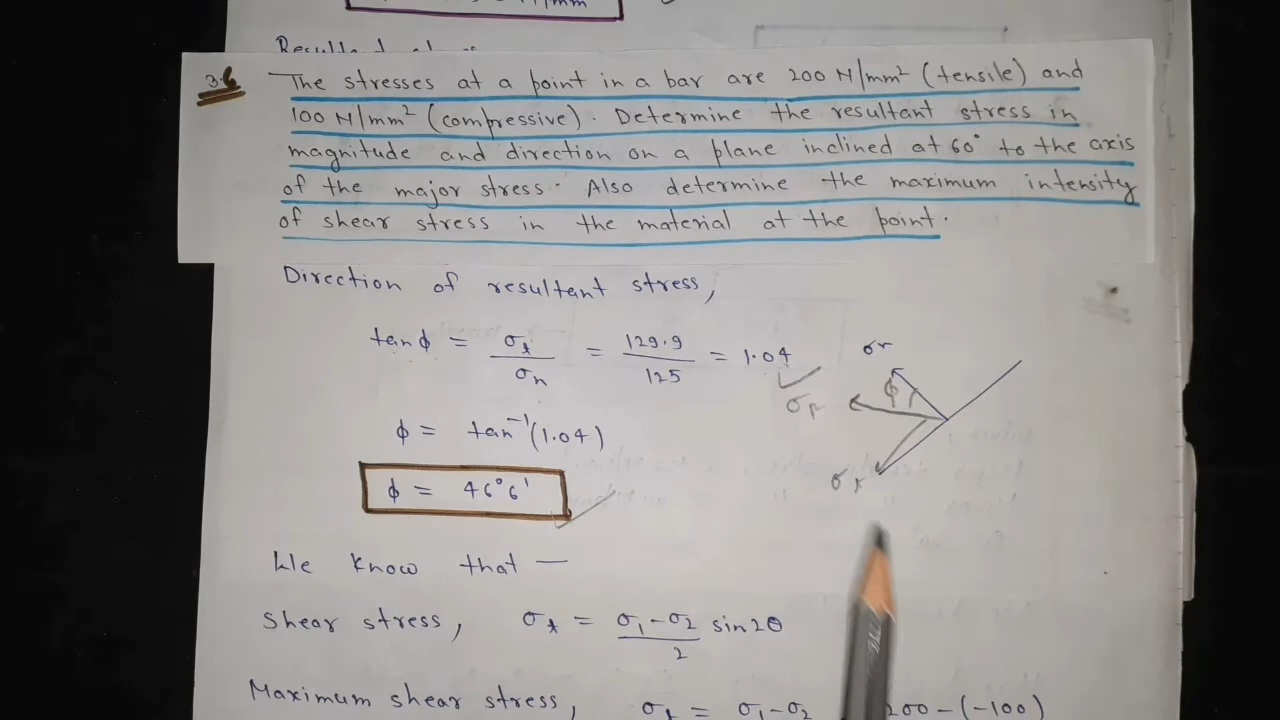 3.6 The stresses at a point in a bar are 200 N/mm² (tensile) and
100 N/mm² (compressive). Determine the resultant stress in
magnitude and direction on a plane inclined at 60° to the axis
of the major stress. Also determine the maximum intensity
of shear stress in the material at the point.
Direction of resultant stress,
tanϕ = σt/σn = 129.9/125 = 1.04
σn
ϕ
σR
σt
ϕ = tan⁻¹(1.04)
ϕ = 46°6'
We know that —
Shear stress, σt = σ1-σ2/2 sin2θ
Maximum shear stress, σt = σ1-σ2 200-(-100)